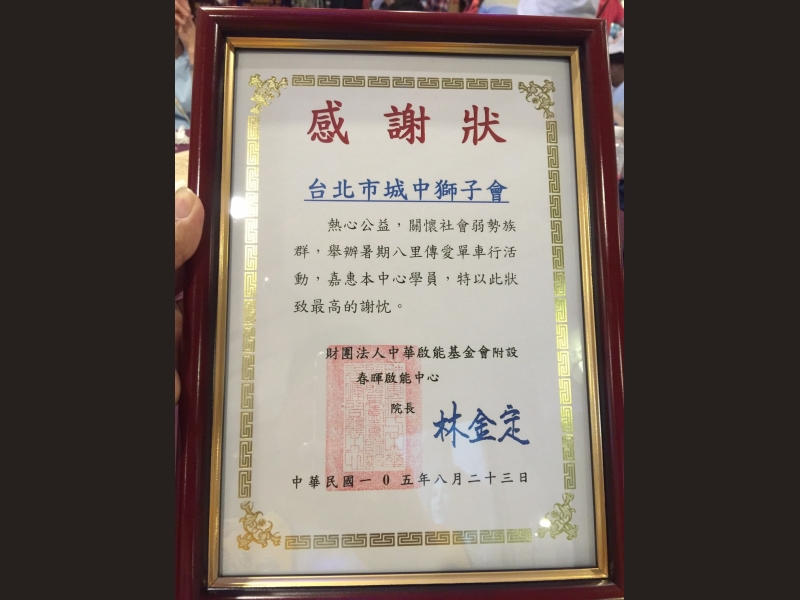 感謝狀
台北市城中獅子會
熱心公益，關懷社會弱勢族
群，舉辦暑期八里傳愛單車行活
動，嘉惠本中心學員，特以此狀
致最高的謝忱。
財團法人中華啟能基金會附設
春暉啟能中心
院長 林金定
中華民國一0五年八月二十三日